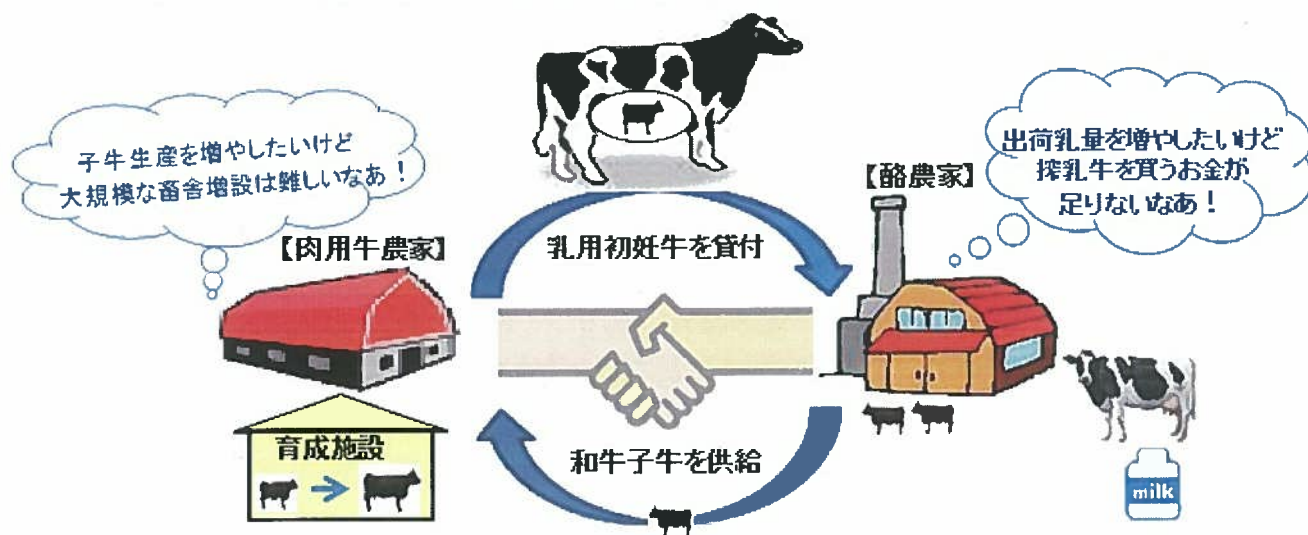 子牛生産を増やしたいけど
大規模な畜舎増設は難しいなあ！
出荷乳量を増やしたいけど
搾乳牛を買うお金が
足りないなあ！
【酪農家】
【肉用牛農家】
乳用初妊牛を貸付
育成施設
和牛子牛を供給
milk